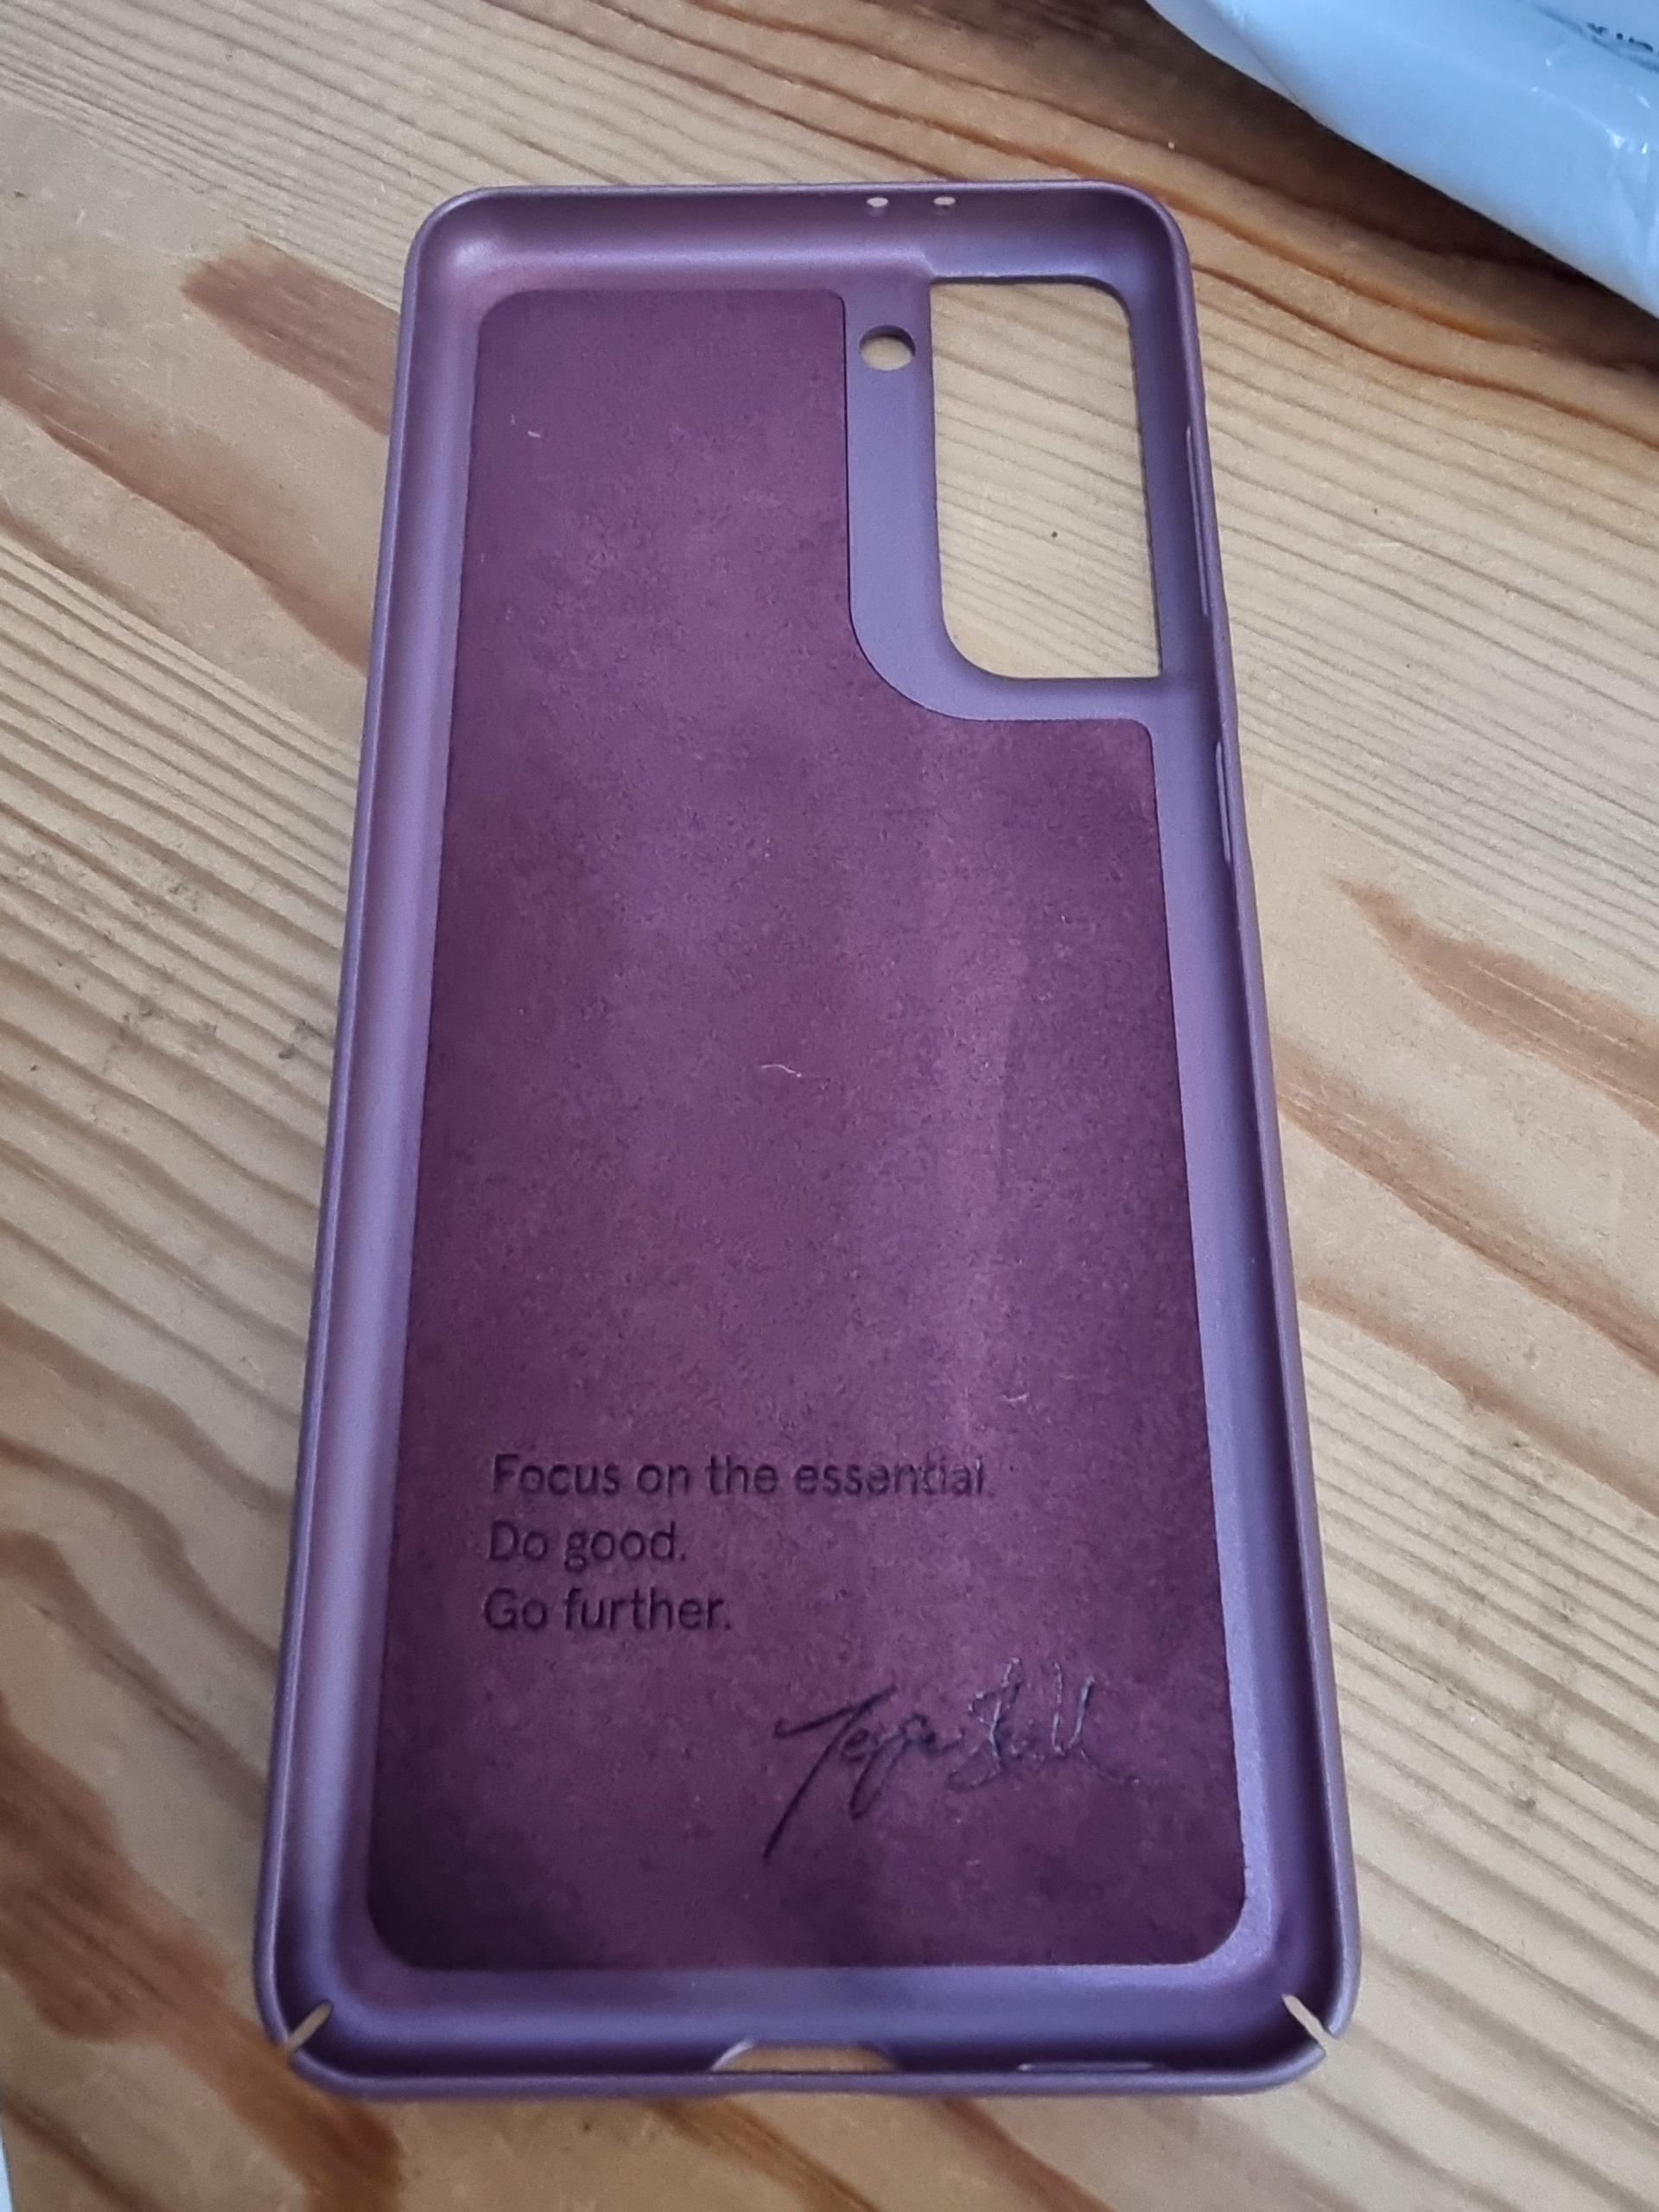 Focus on the essential.
Do good.
Go further.